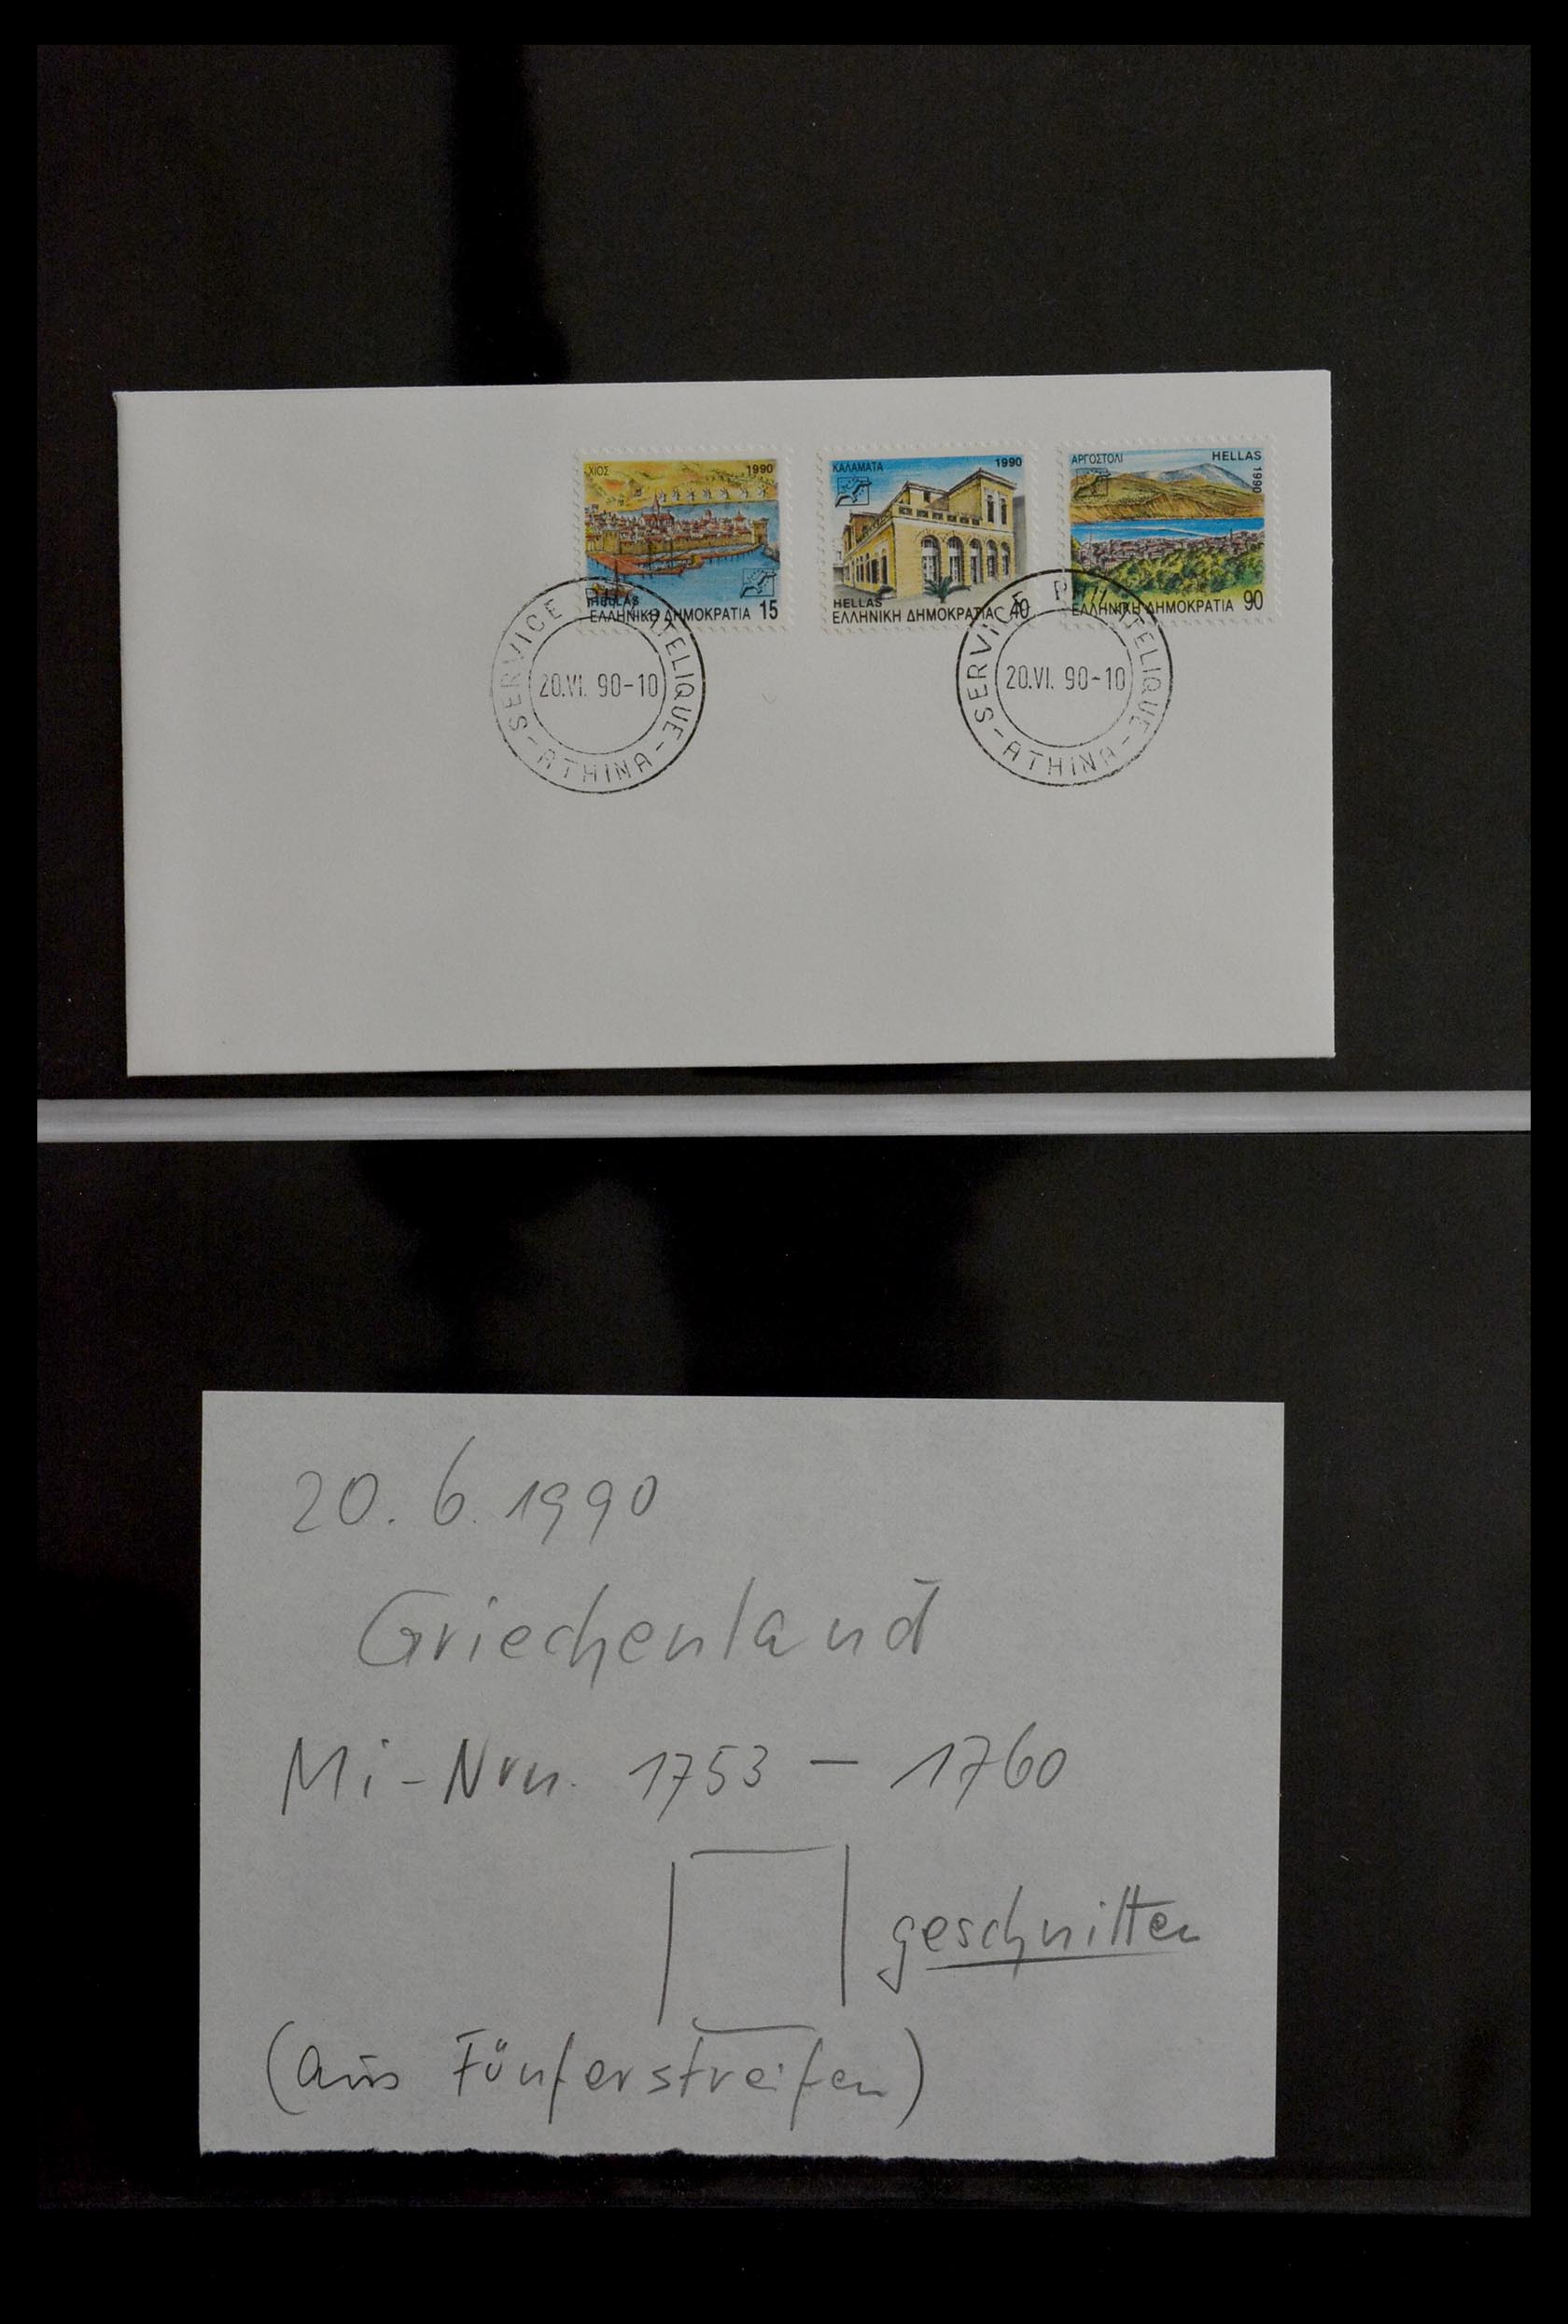 ΧΙΟΣ 1990
HELLAS
ΕΛΛΗΝΙΚΗ ΔΗΜΟΚΡΑΤΙΑ 15
ΚΑΛΑΜΑΤΑ 1990
HELLAS
ΕΛΛΗΝΙΚΗ ΔΗΜΟΚΡΑΤΙΑ 40
ΑΡΓΟΣΤΟΛΙ HELLAS
1990
ΕΛΛΗΝΙΚΗ ΔΗΜΟΚΡΑΤΙΑ 90
SERVICE
20.VI. 90-10
-ATHINA-
SERVICE
20.VI. 90-10
-ATHINA-
20.6.1990
Griechenland
Mi-Nrn. 1753 – 1760
geschnitten
(aus Fünferstreifen)